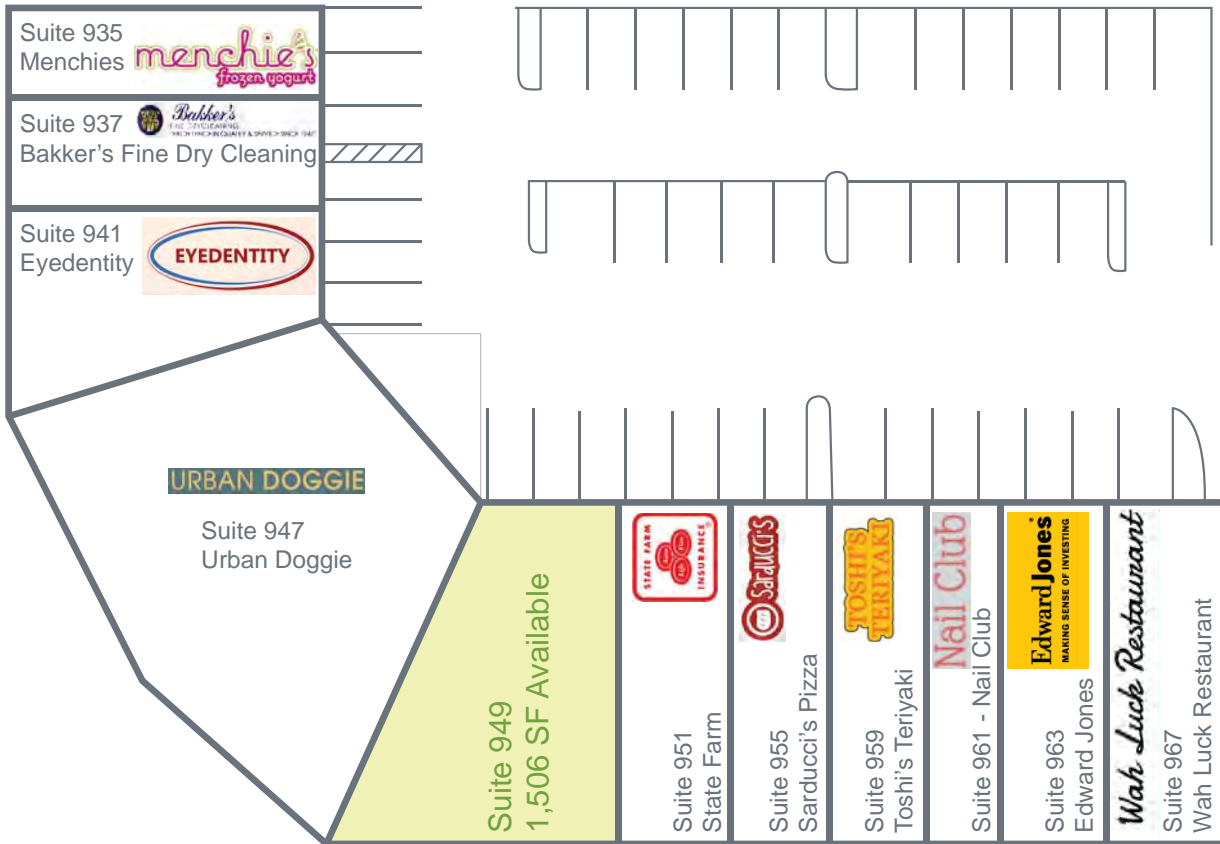 Suite 935
Menchies
menchie's
frozen yogurt
Suite 937
Bakker's
Bakker's Fine Dry Cleaning
Suite 941
Eyedentity
EYEDENTITY
URBAN DOGGIE
Suite 947
Urban Doggie
Suite 949
1,506 SF Available
STATE FARM
INSURANCE®
Suite 951
State Farm
Sarducci's
Suite 955
Sarducci's Pizza
TOSHI'S
TERIYAKI
Suite 959
Toshi's Teriyaki
Nail Club
Suite 961 - Nail Club
Edward Jones
MAKING SENSE OF INVESTING
Suite 963
Edward Jones
Wah Luck Restaurant
Suite 967
Wah Luck Restaurant